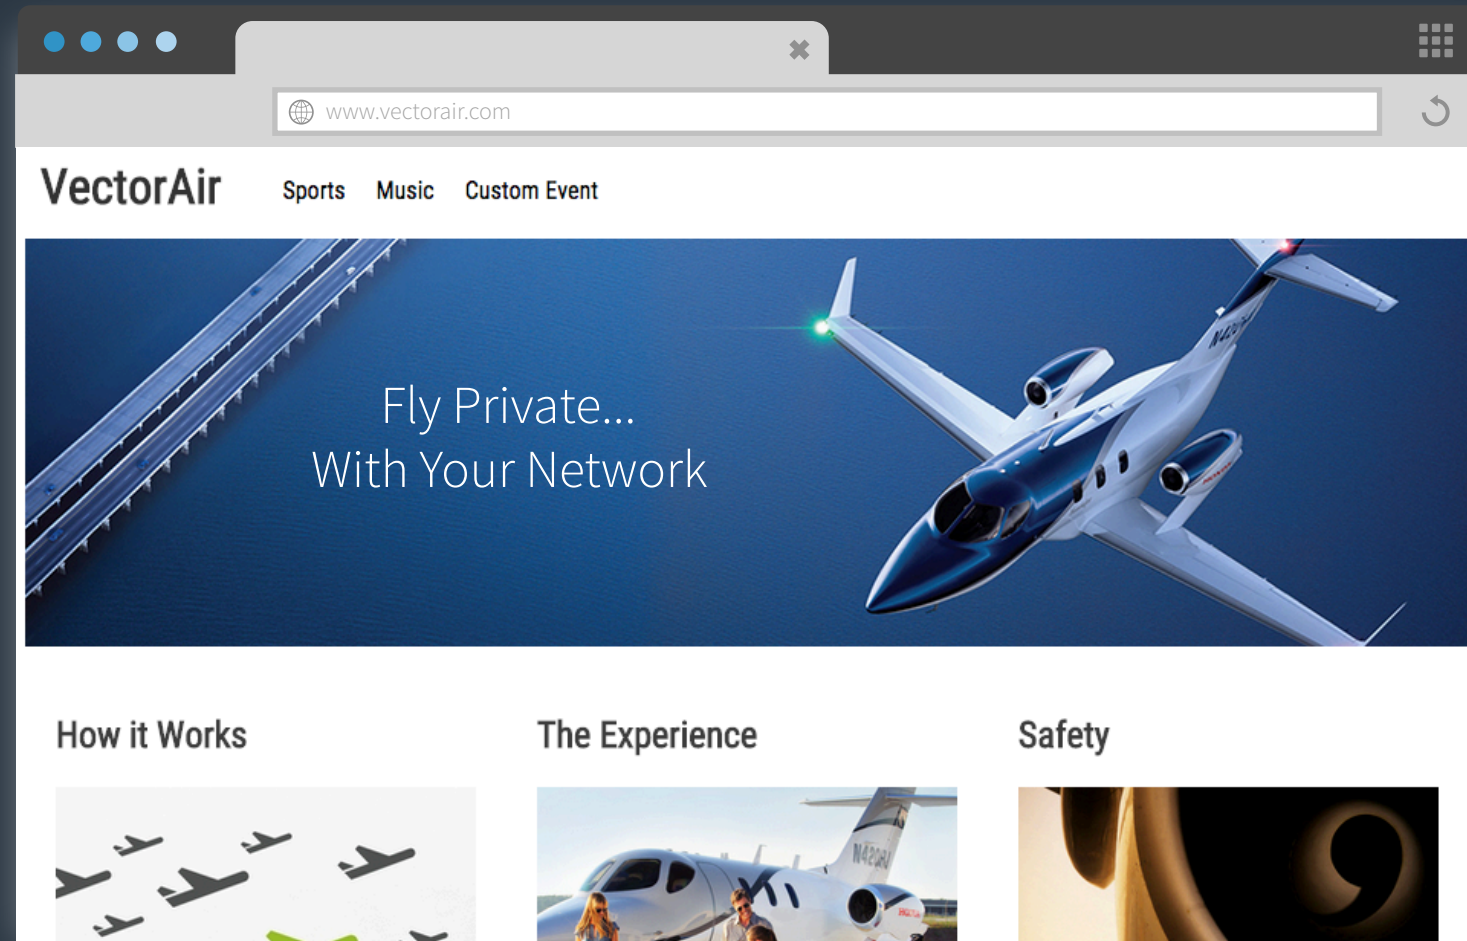 www.vectorair.com
VectorAir
Sports Music Custom Event
Fly Private...
With Your Network
How it Works
The Experience
Safety